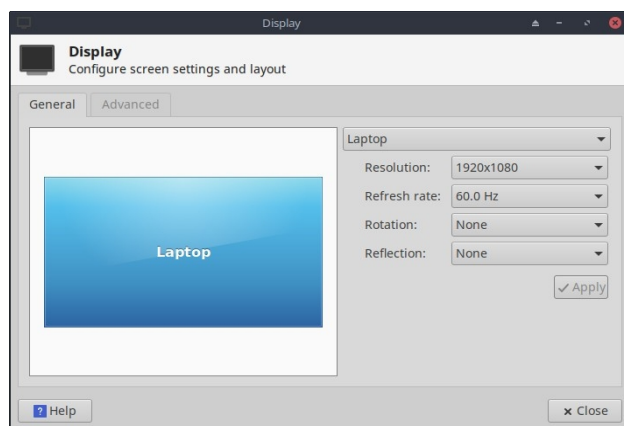 Display
Display
Configure screen settings and layout
General Advanced
Laptop
Resolution: 1920x1080
Refresh rate: 60.0 Hz
Rotation: None
Laptop
Reflection: None
Apply
? Help
Close